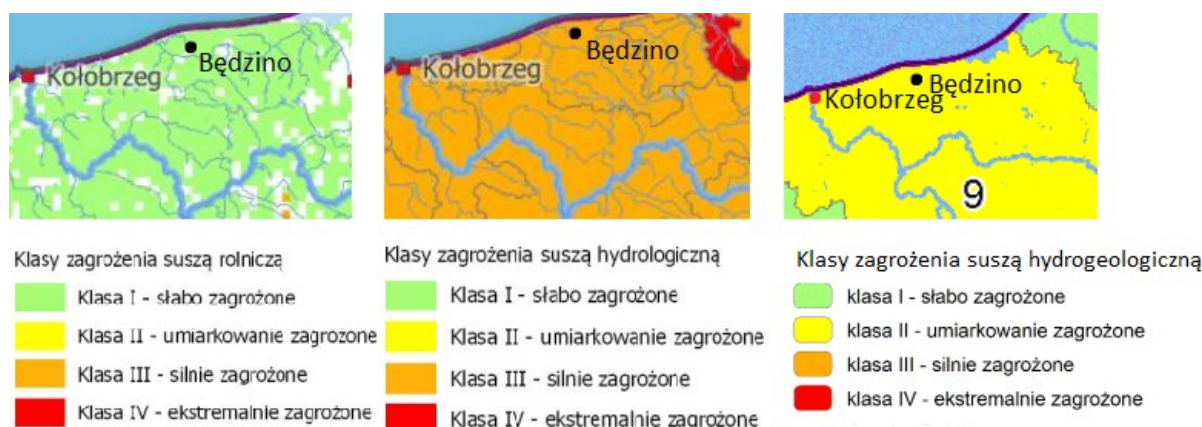 Będzino
Kołobrzeg
Klasy zagrożenia suszą rolniczą
Klasa I - słabo zagrożone
Klasa II - umiarkowanie zagrożone
Klasa III - silnie zagrożone
Klasa IV - ekstremalnie zagrożone
Będzino
Kołobrzeg
Klasy zagrożenia suszą hydrologiczną
Klasa I - słabo zagrożone
Klasa II - umiarkowanie zagrożone
Klasa III - silnie zagrożone
Klasa IV - ekstremalnie zagrożone
Będzino
Kołobrzeg
9
Klasy zagrożenia suszą hydrogeologiczną
klasa I - słabo zagrożone
klasa II - umiarkowanie zagrożone
klasa III - silnie zagrożone
klasa IV - ekstremalnie zagrożone